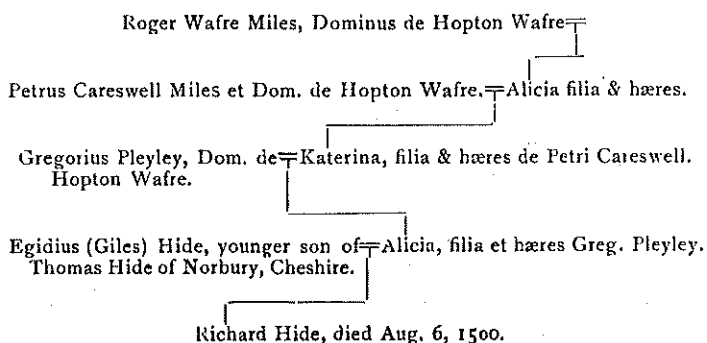 Roger Wafre Miles, Dominus de Hopton Wafre
Petrus Careswell Miles et Dom. de Hopton Wafre. Alicia filia & hæres.
Gregorius Pleyley, Dom. de Katerina, filia & hæres de Petri Careswell.
Hopton Wafre.
Egidius (Giles) Hide, younger son of Alicia, filia et hæres Greg. Pleyley.
Thomas Hide of Norbury, Cheshire.
Richard Hide, died Aug. 6, 1500.